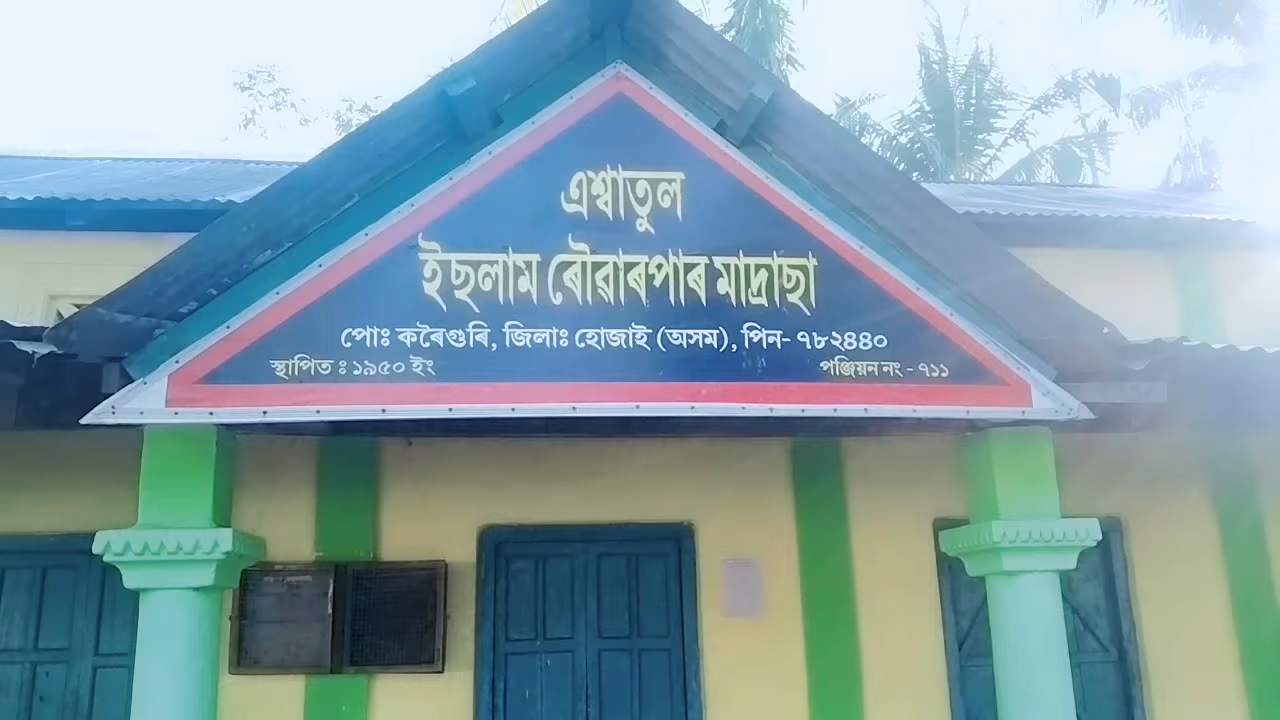 এশ্বাতুল
ইছলাম ৰৌৱাৰপাৰ মাদ্ৰাছা
পোঃ কৰৈগুৰি, জিলাঃ হোজাই (অসম), পিন- ৭৮২৪৪০
স্থাপিত : ১৯৫০ ইং পঞ্জিয়ন নং - ৭১১